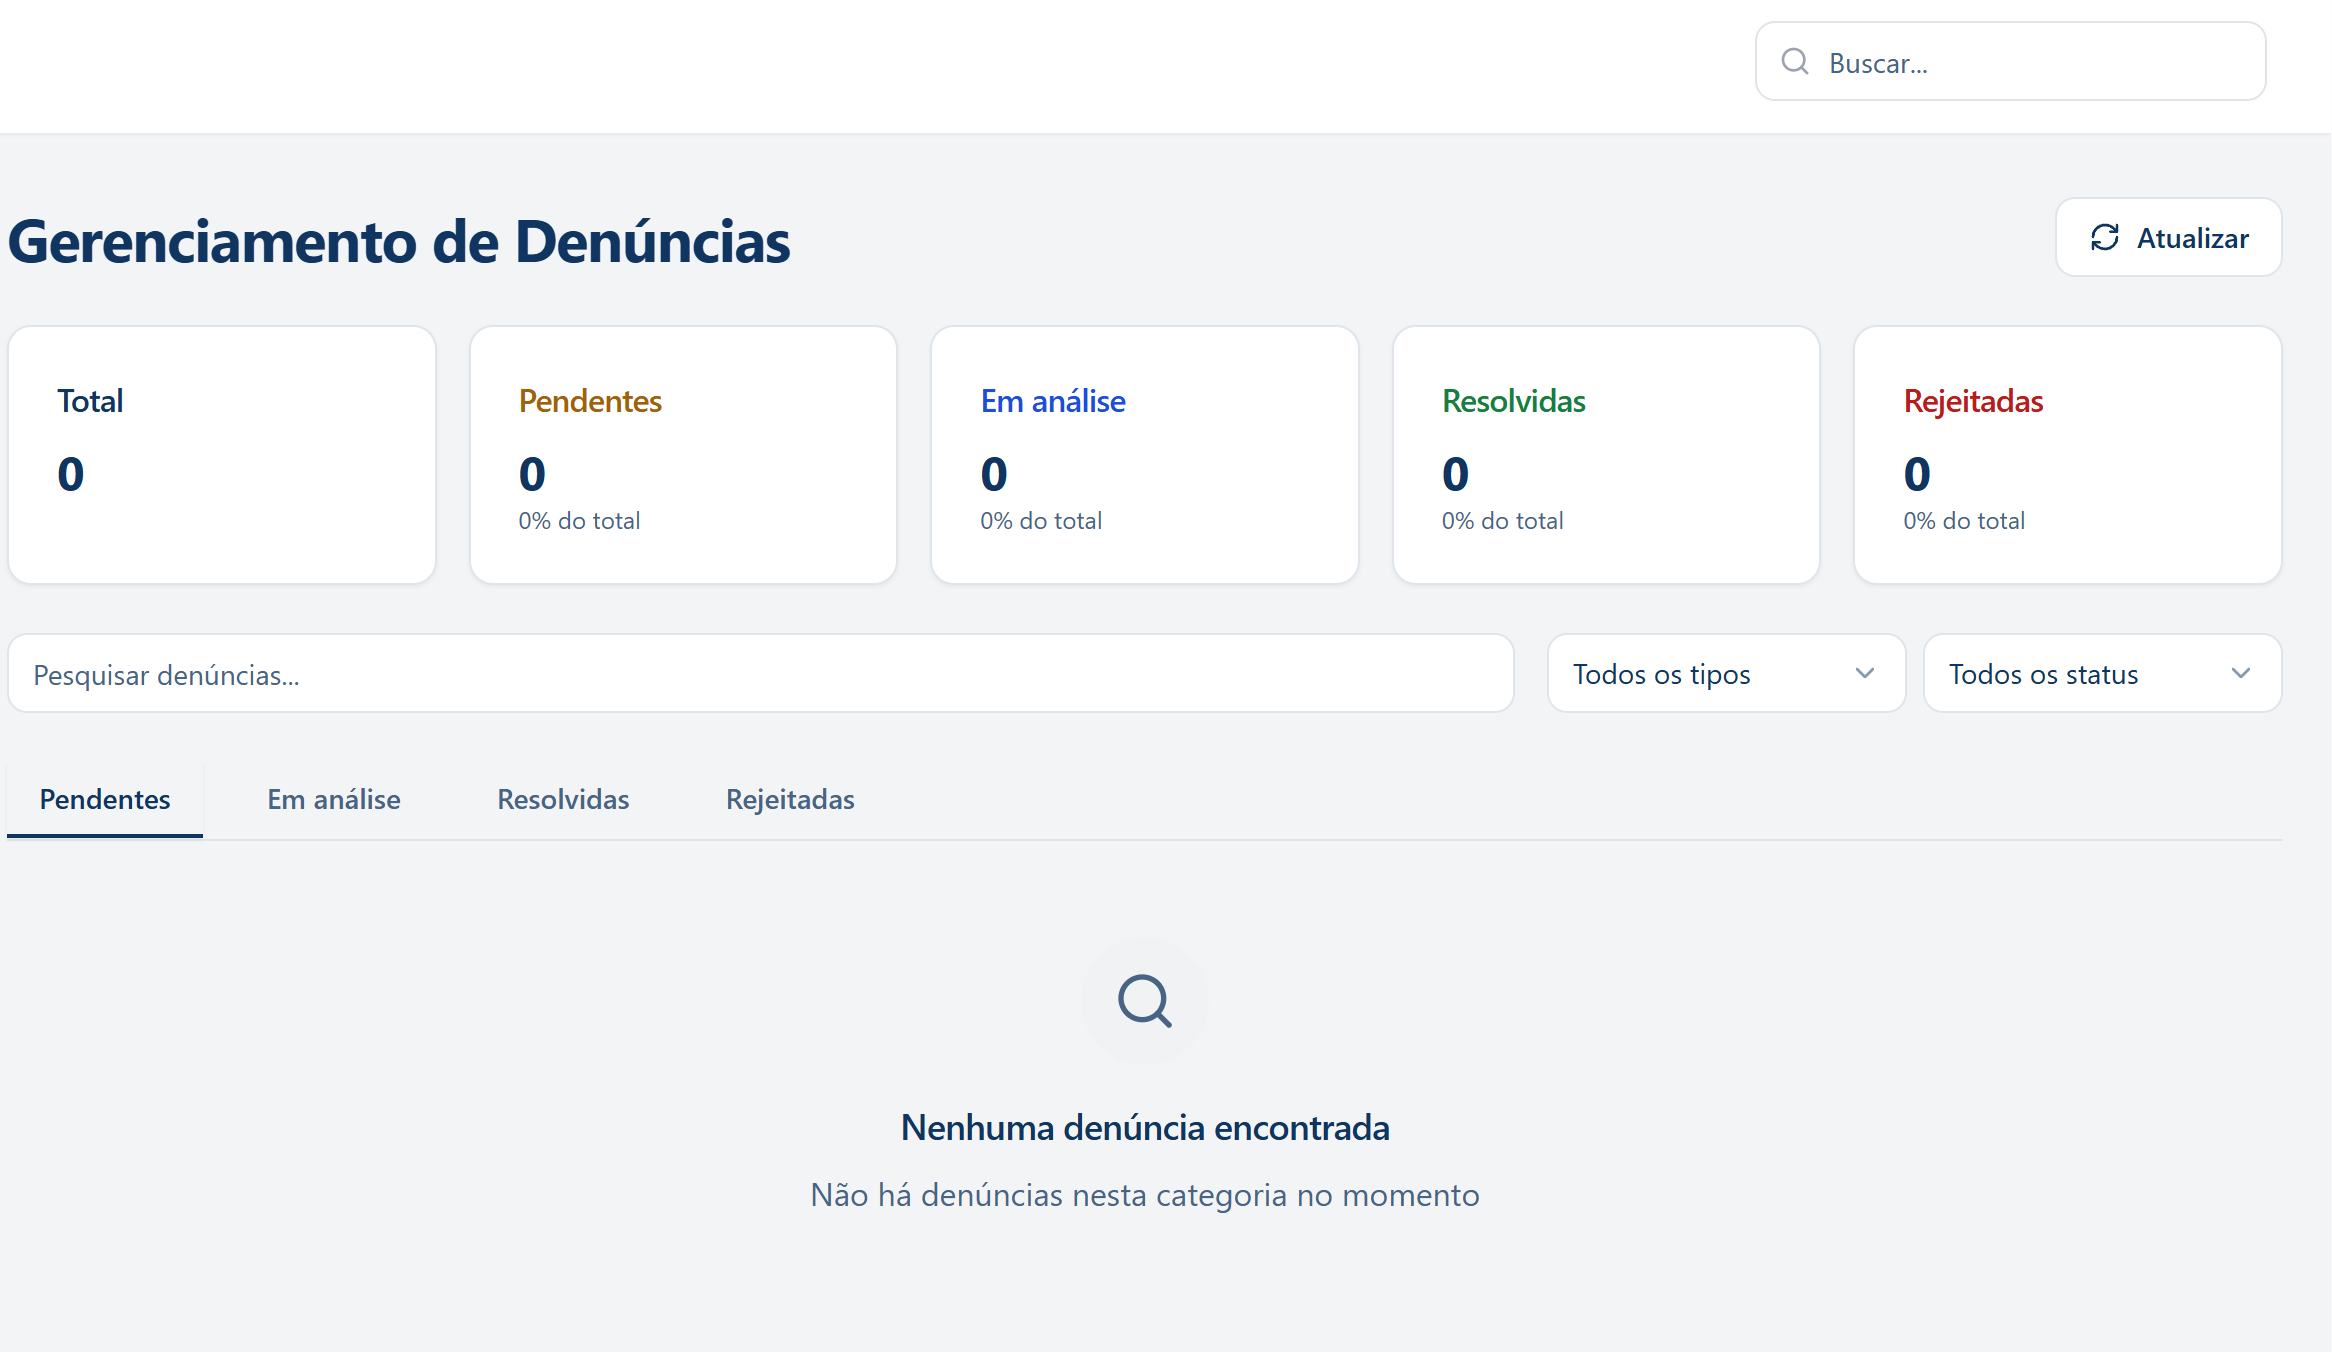 Buscar...
Gerenciamento de Denúncias
Atualizar
Total
0
Pendentes
0
0% do total
Em análise
0
0% do total
Resolvidas
0
0% do total
Rejeitadas
0
0% do total
Pesquisar denúncias...
Todos os tipos
Todos os status
Pendentes
Em análise
Resolvidas
Rejeitadas
Nenhuma denúncia encontrada
Não há denúncias nesta categoria no momento